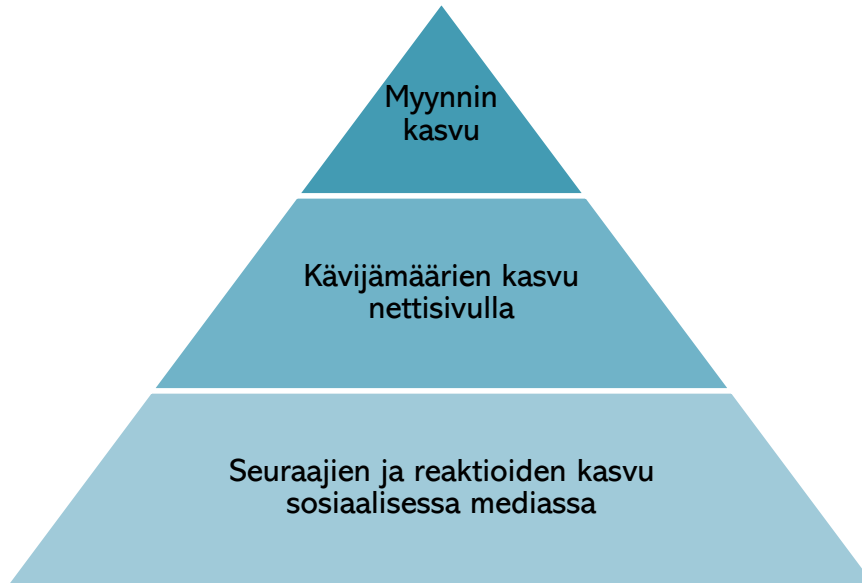 Myynnin
kasvu
Kävijämäärien kasvu
nettisivulla
Seuraajien ja reaktioiden kasvu
sosiaalisessa mediassa